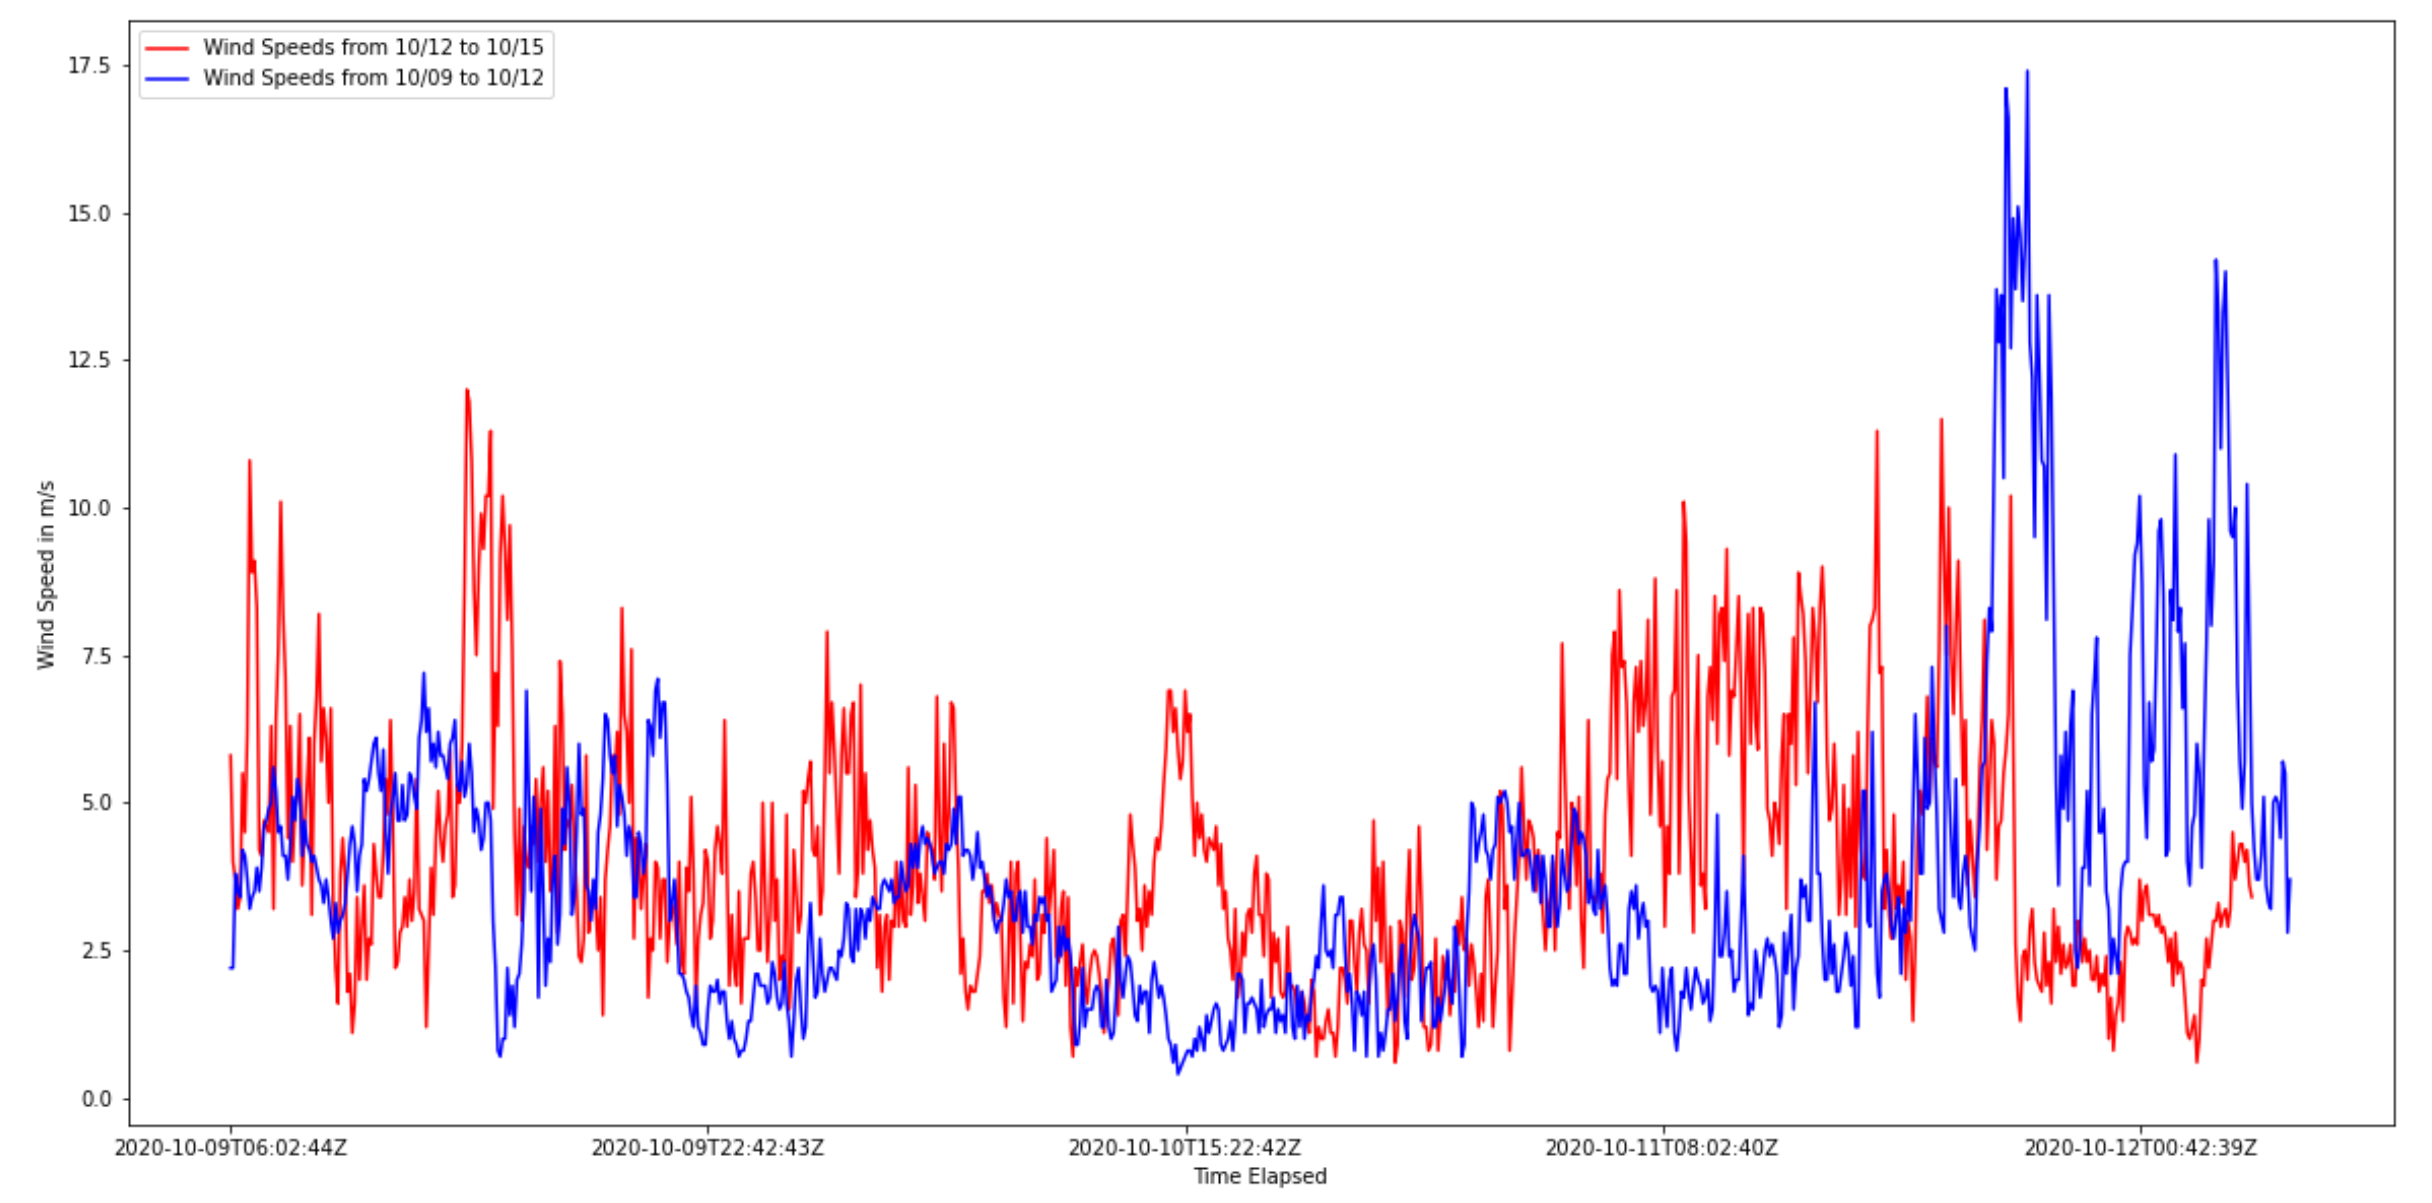 Wind Speeds from 10/12 to 10/15
Wind Speeds from 10/09 to 10/12
17.5
15.0
12.5
10.0
7.5
5.0
2.5
0.0
Wind Speed in m/s
2020-10-09T06:02:44Z
2020-10-09T22:42:43Z
2020-10-10T15:22:42Z
2020-10-11T08:02:40Z
2020-10-12T00:42:39Z
Time Elapsed